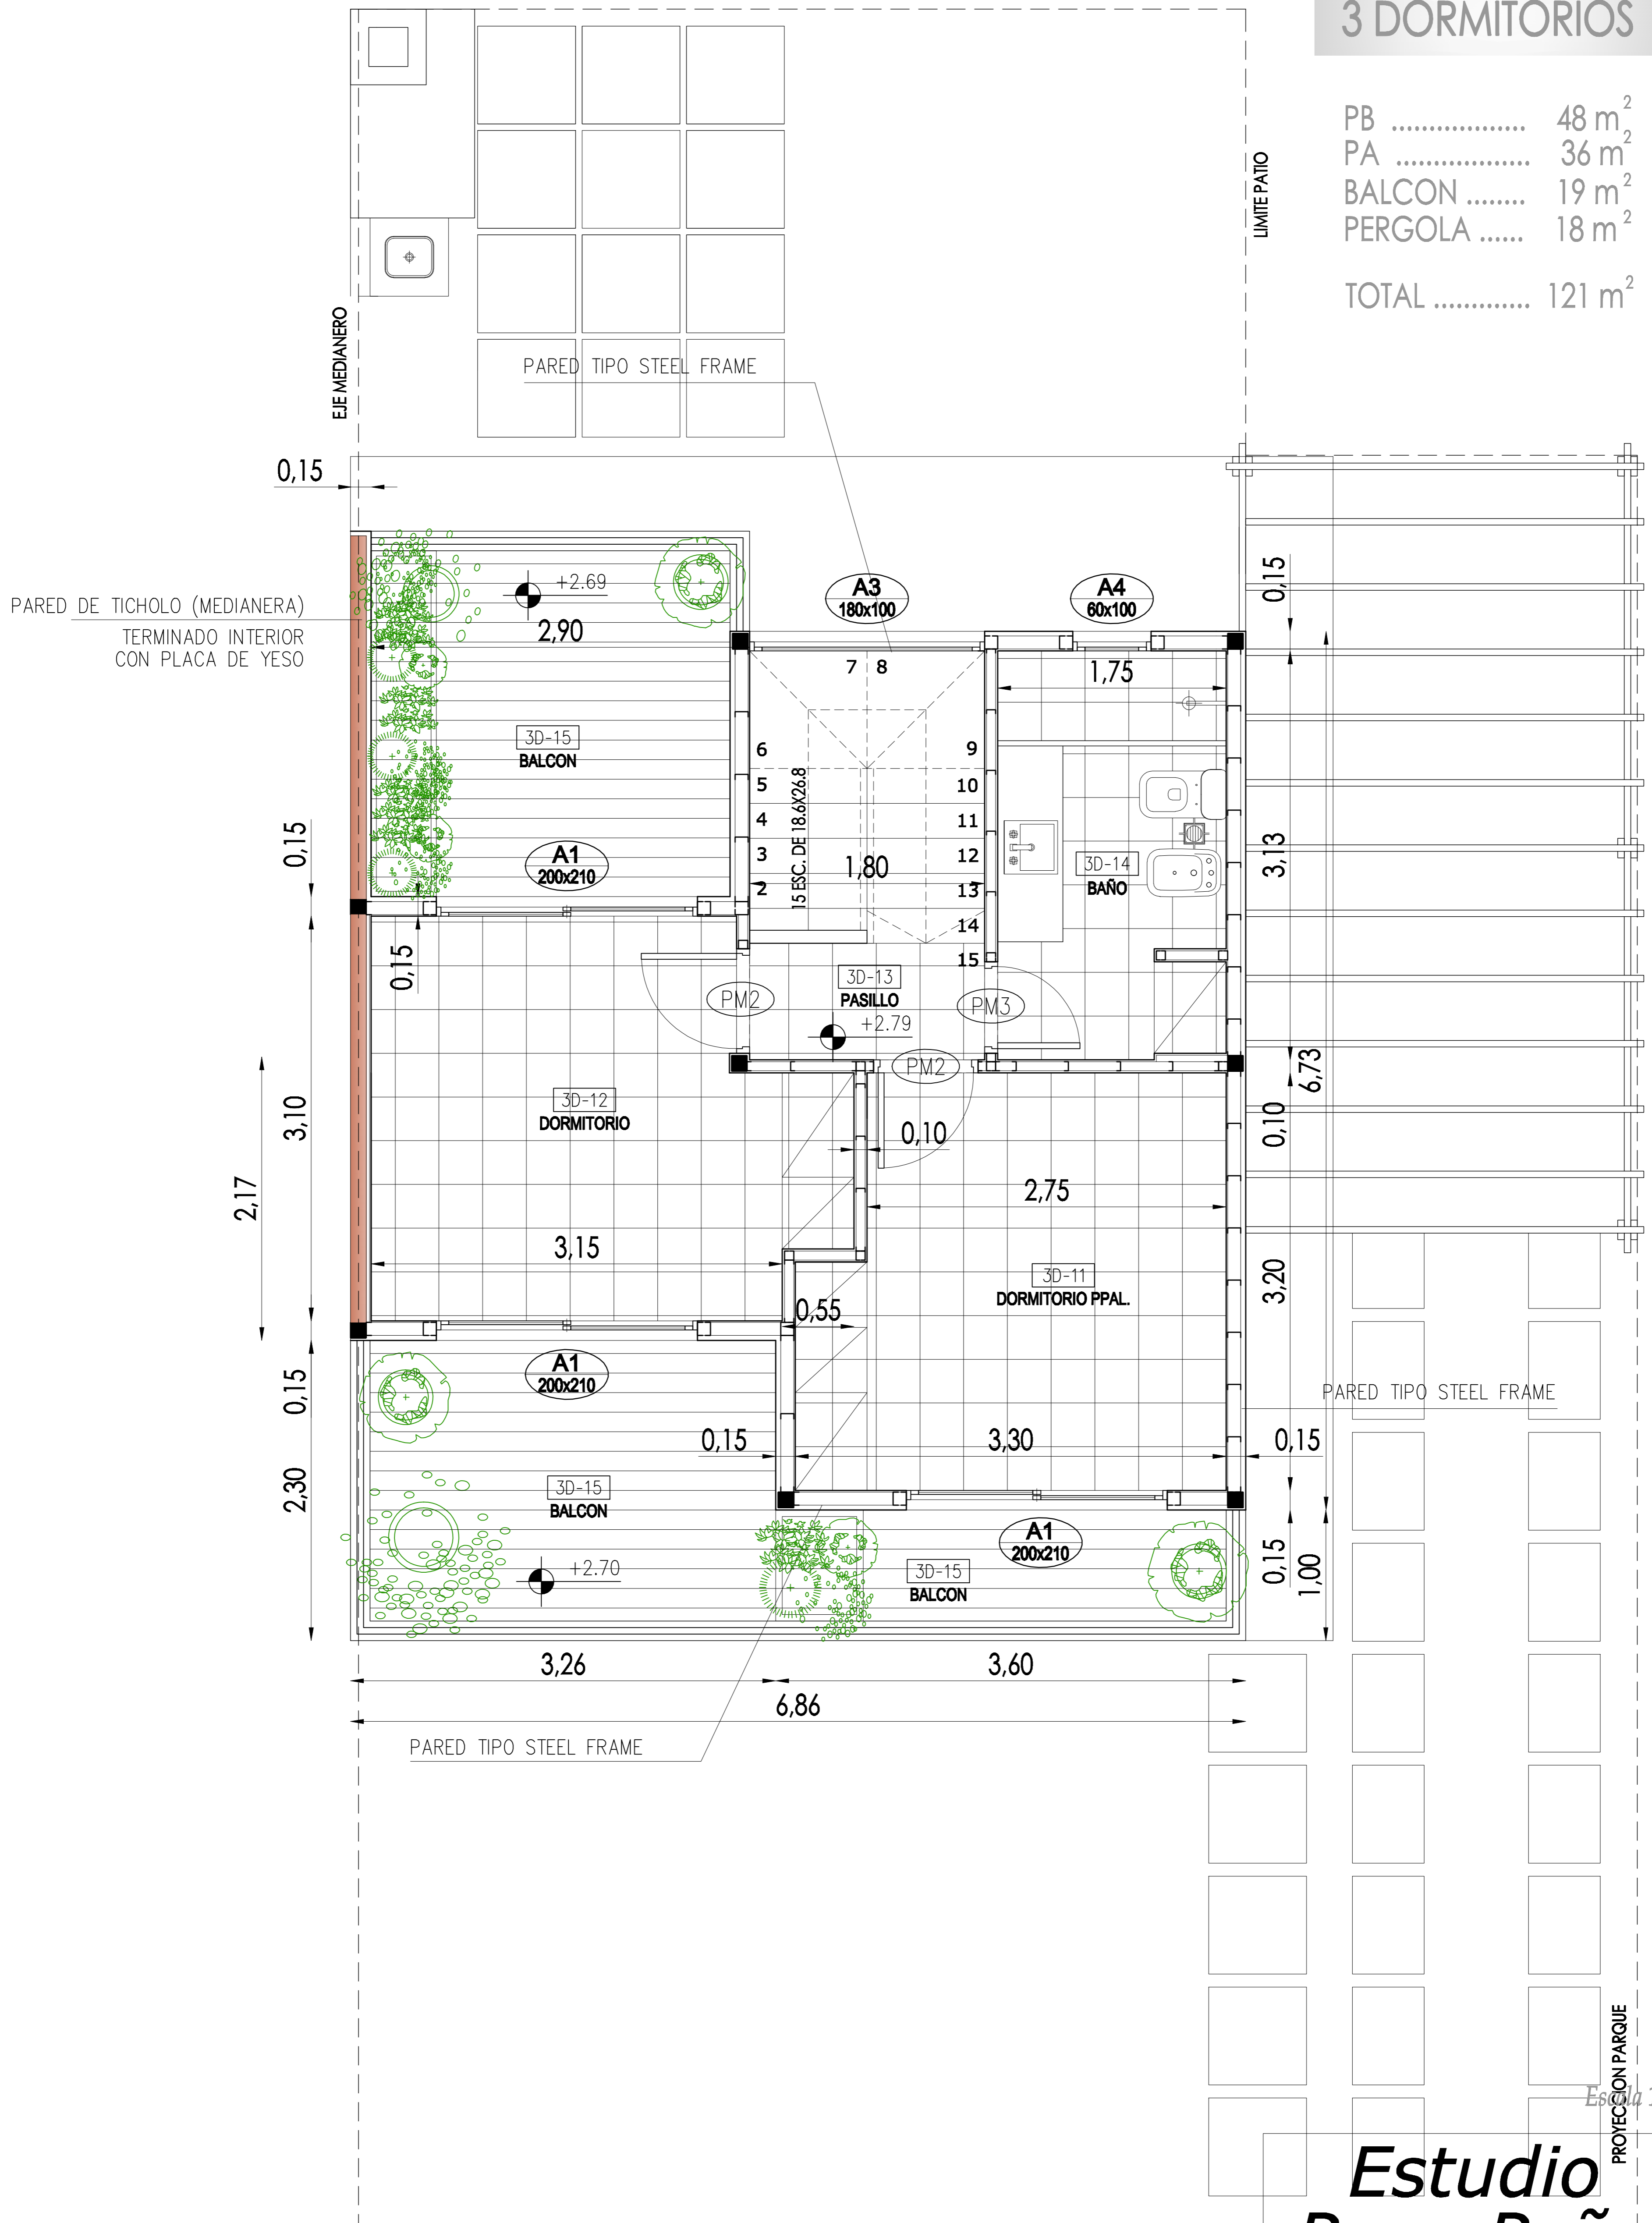 3 DORMITORIOS
PB .................. 48 m²
PA .................. 36 m²
BALCON ........ 19 m²
PERGOLA ...... 18 m²
TOTAL ............. 121 m²
LIMITE PATIO
EJE MEDIANERO
PARED TIPO STEEL FRAME
0,15
PARED DE TICHOLO (MEDIANERA)
TERMINADO INTERIOR
CON PLACA DE YESO
+2.69
2,90
A3
180x100
A4
60x100
0,15
7 8
1,75
3D-15
BALCON
6
5
4
3
2
15 ESC. DE 18.6X26.8
1,80
9
10
11
12
13
14
15
3D-14
BAÑO
3,13
0,15
A1
200x210
0,15
PM2
3D-13
PASILLO
+2.79
PM3
PM2
6,73
3D-12
DORMITORIO
3,10
2,17
0,10
0,10
2,75
3,15
3D-11
DORMITORIO PPAL.
3,20
0,55
A1
200x210
0,15
PARED TIPO STEEL FRAME
0,15
3,30
0,15
2,30
3D-15
BALCON
+2.70
A1
200x210
3D-15
BALCON
0,15
1,00
3,26
3,60
6,86
PARED TIPO STEEL FRAME
PROYECCION PARQUE
Escala
Estudio